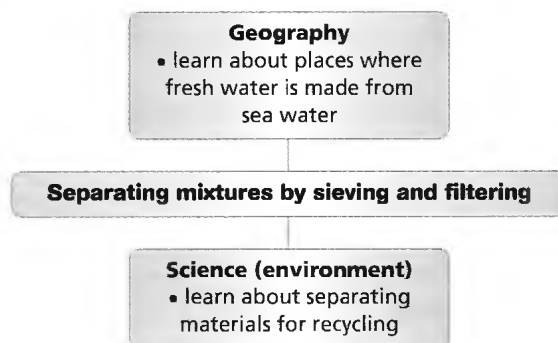 Geography
• learn about places where
fresh water is made from
sea water
Separating mixtures by sieving and filtering
Science (environment)
• learn about separating
materials for recycling